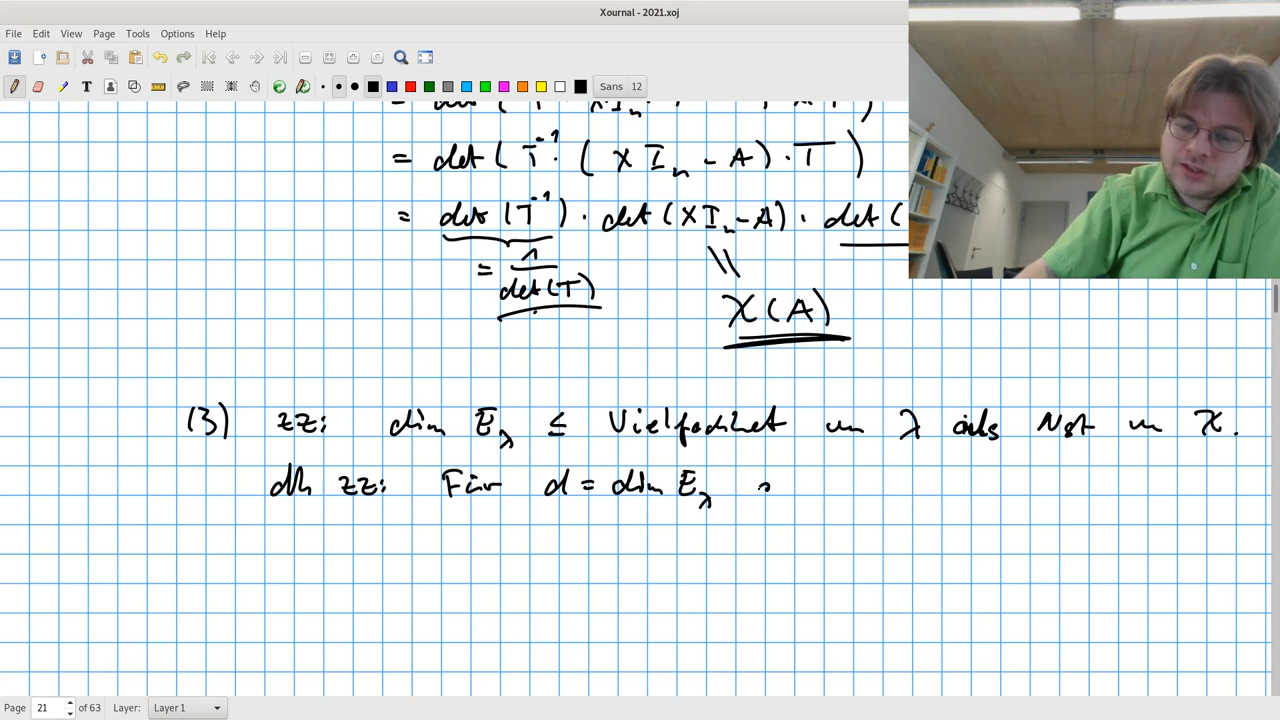 Xournal - 2021.xoj
File Edit View Page Tools Options Help
T Sans 12
= det( T⁻¹ · ( X Iₙ - A) · T )
= det(T⁻¹) · det(X Iₙ - A) · det(
= 1/det(T)
χ(A)
(3) zz: dim E_λ ≤ Vielfachheit von λ als Nst von χ.
dh zz: Für d = dim E_λ
Page 21 of 63 Layer: Layer 1